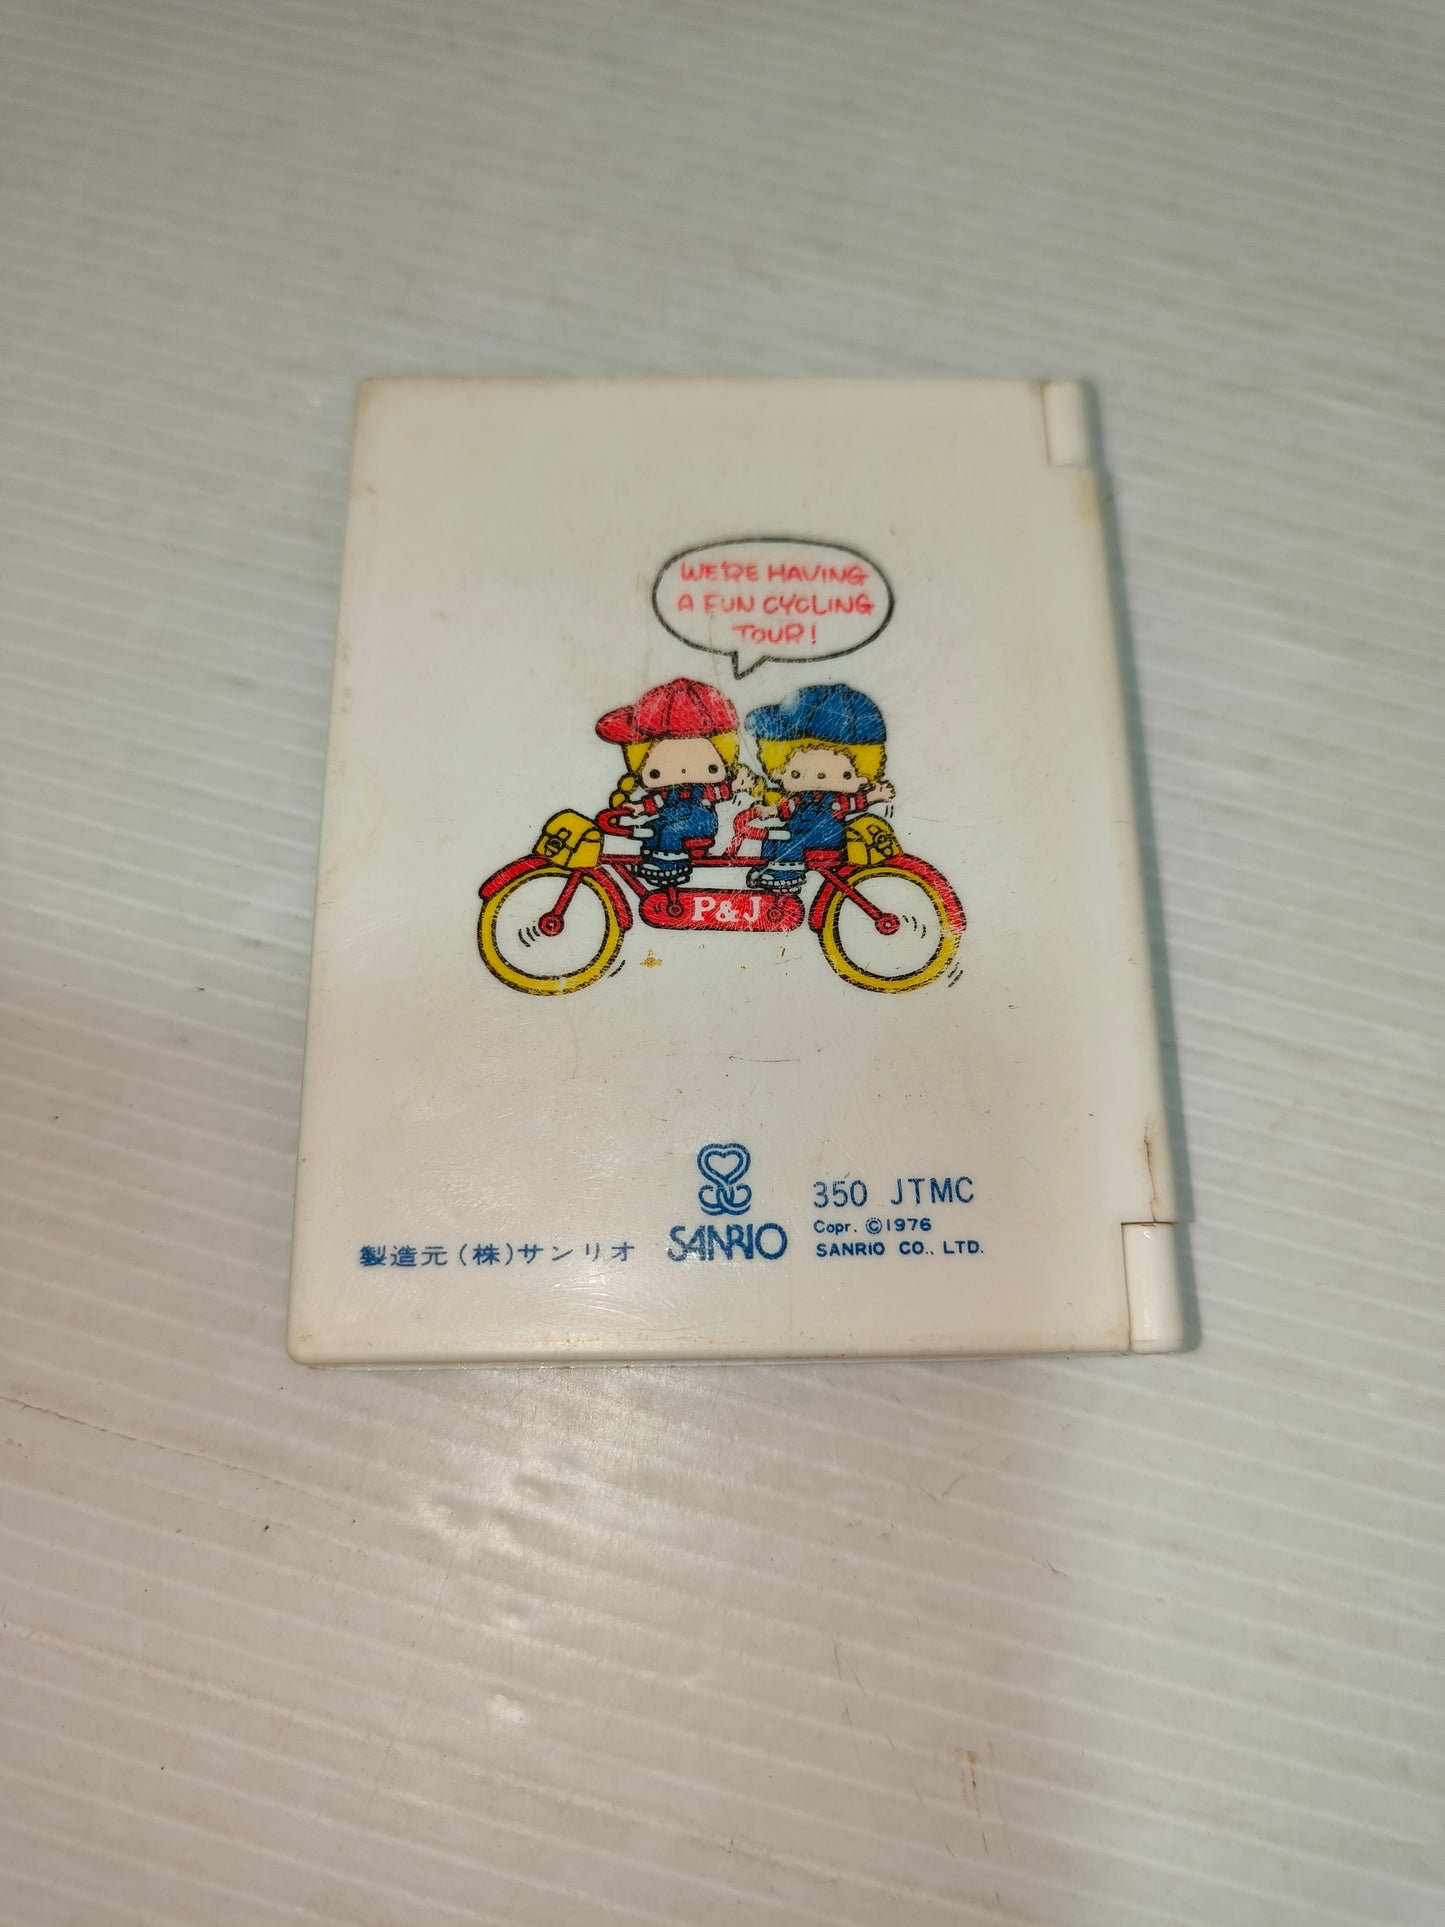 WE'RE HAVING
A FUN CYCLING
TOUR!
P&J
製造元(株)サンリオ
SANRIO
350 JTMC
Copr. ©1976
SANRIO CO., LTD.